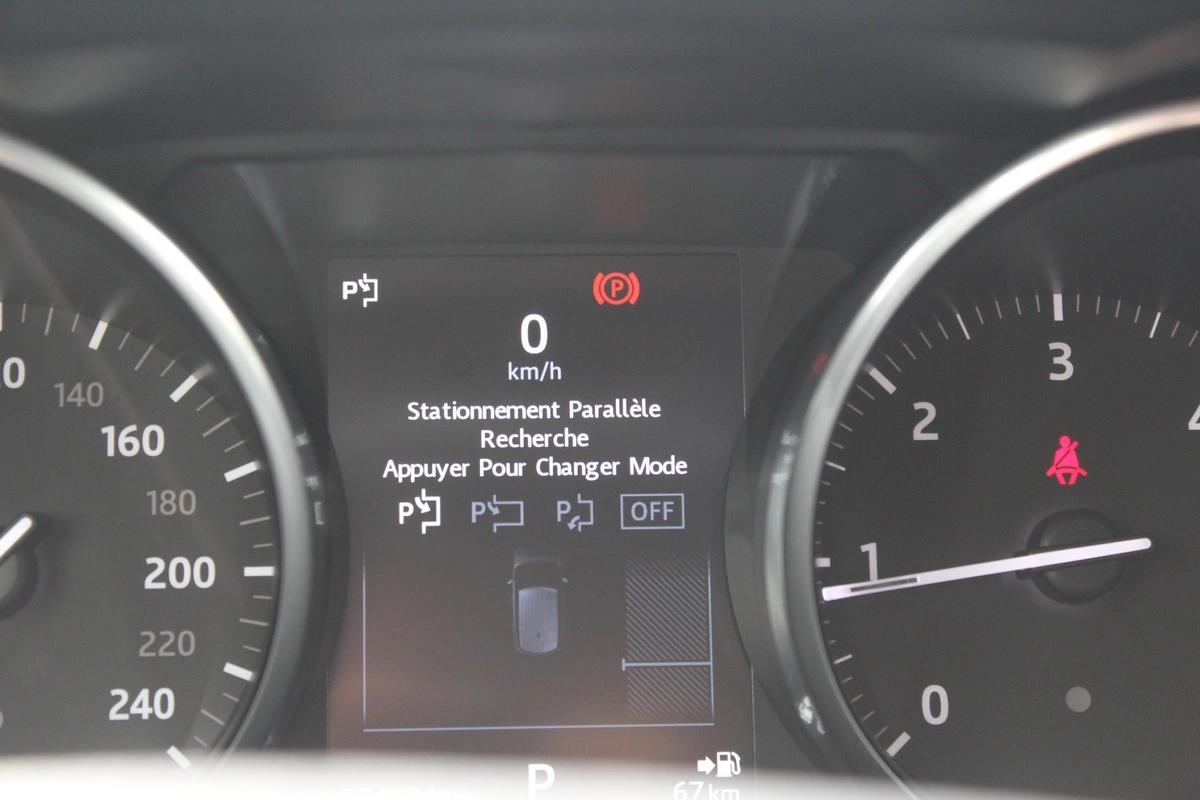 P P
0
km/h
Stationnement Parallèle
Recherche
Appuyer Pour Changer Mode
P P P OFF
140
160
180
200
220
240
0
1
2
3
4
P
67 km